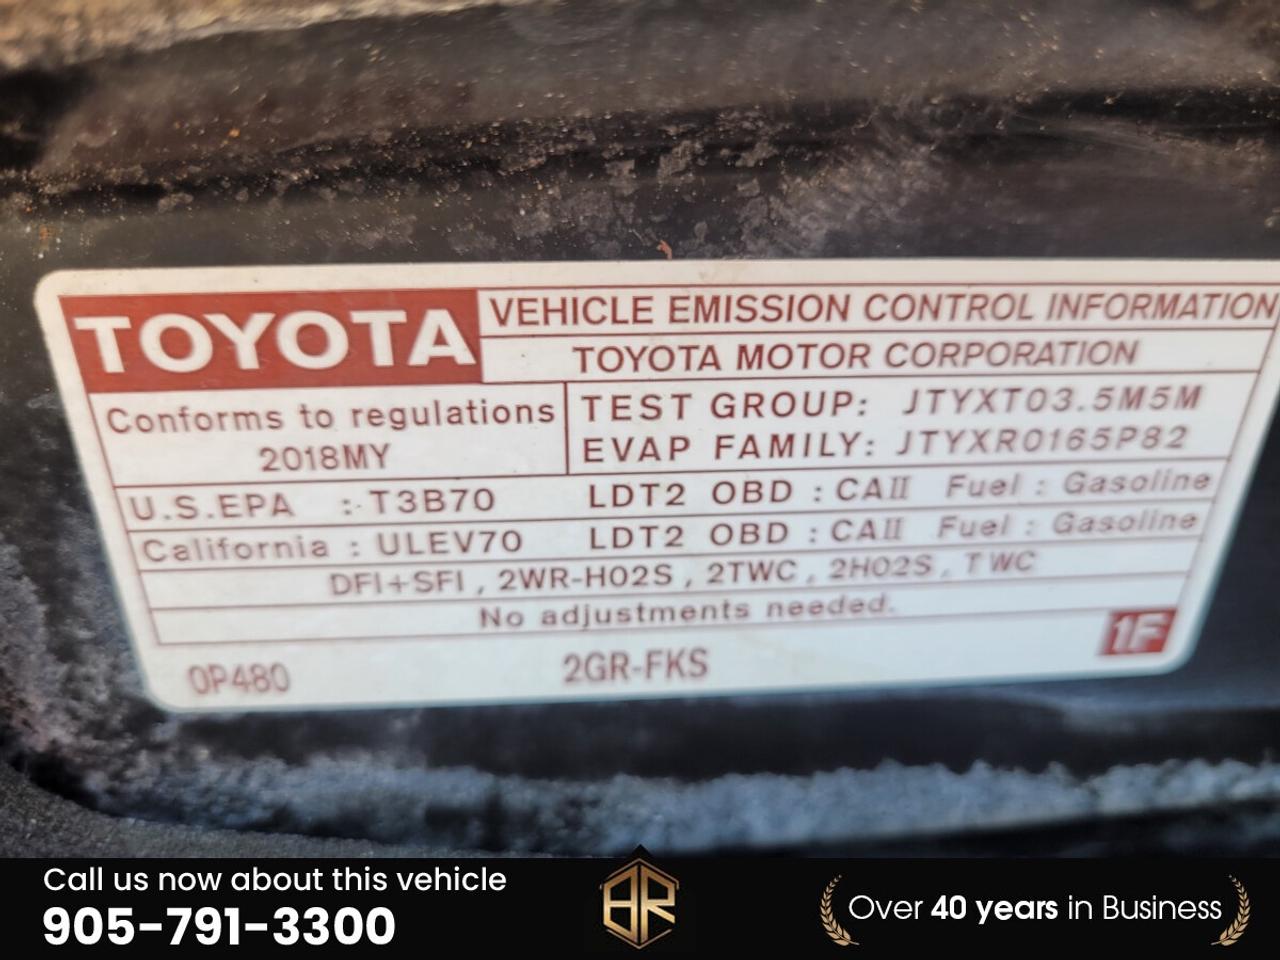 TOYOTA
VEHICLE EMISSION CONTROL INFORMATION
TOYOTA MOTOR CORPORATION
Conforms to regulations
2018MY
TEST GROUP: JTYXT03.5M5M
EVAP FAMILY: JTYXR0165P82
U.S.EPA : T3B70 LDT2 OBD : CAII Fuel : Gasoline
California : ULEV70 LDT2 OBD : CAII Fuel : Gasoline
DFI+SFI , 2WR-HO2S , 2TWC , 2HO2S , TWC
No adjustments needed.
0P480 2GR-FKS 1F
Call us now about this vehicle
905-791-3300
BR
Over 40 years in Business